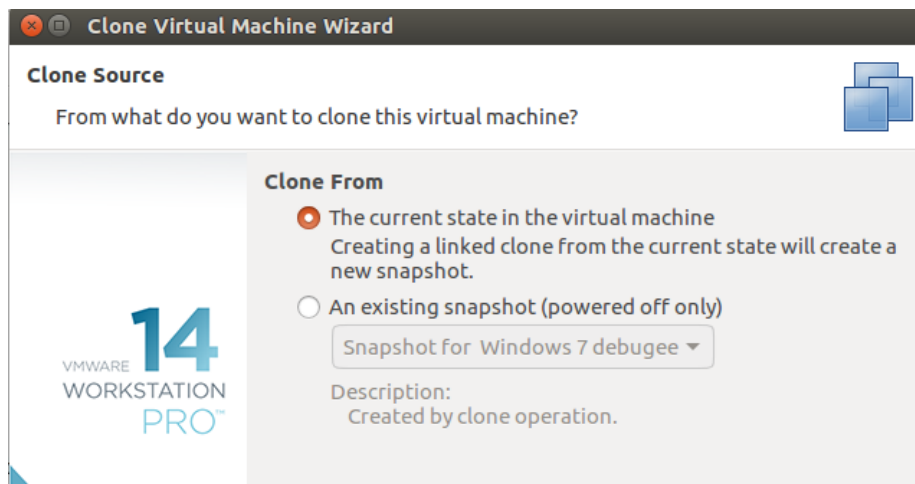 Clone Virtual Machine Wizard
Clone Source
From what do you want to clone this virtual machine?
Clone From
The current state in the virtual machine
Creating a linked clone from the current state will create a
new snapshot.
An existing snapshot (powered off only)
Snapshot for Windows 7 debugee
Description:
Created by clone operation.
14
VMWARE
WORKSTATION
PRO™